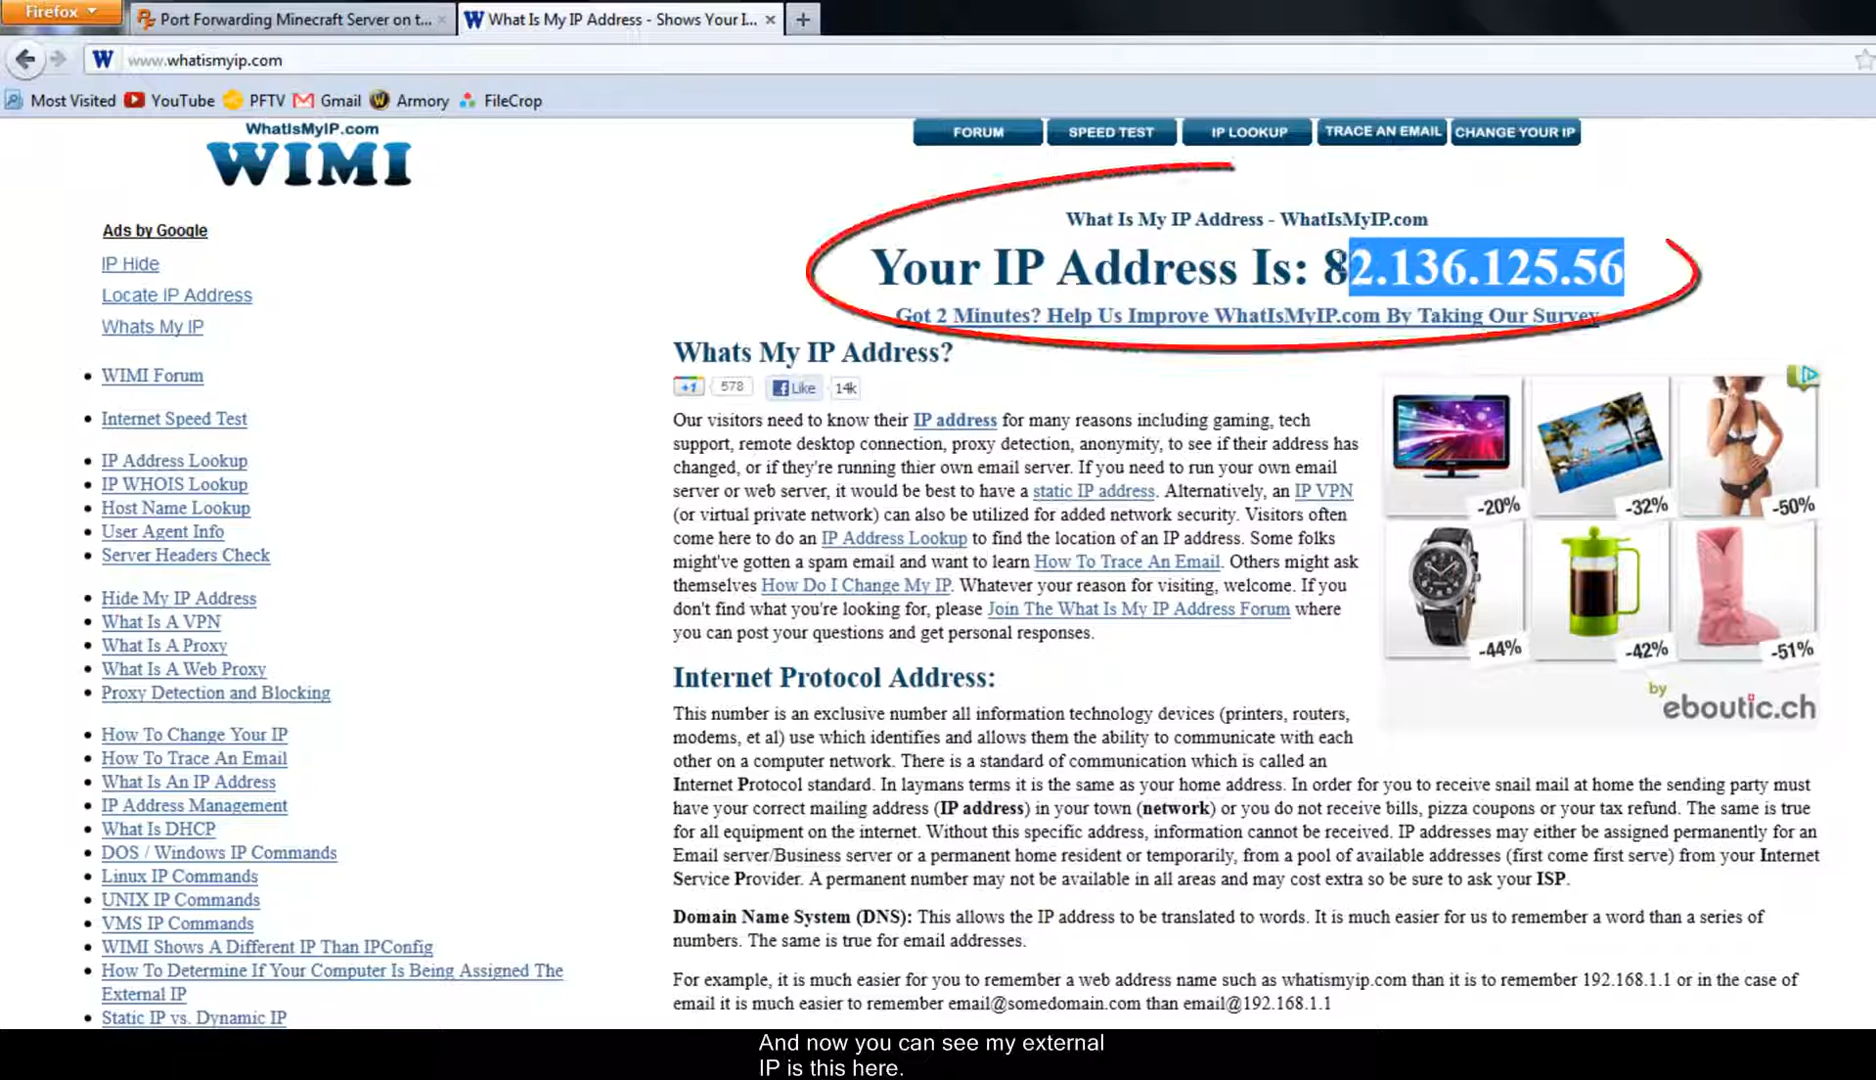 Firefox
Port Forwarding Minecraft Server on t...
What Is My IP Address - Shows Your I...
www.whatismyip.com
Most Visited YouTube PFTV Gmail Armory FileCrop
WhatIsMyIP.com
WIMI
FORUM
SPEED TEST
IP LOOKUP
TRACE AN EMAIL
CHANGE YOUR IP
What Is My IP Address - WhatIsMyIP.com
Your IP Address Is: 82.136.125.56
Got 2 Minutes? Help Us Improve WhatIsMyIP.com By Taking Our Survey
Ads by Google
IP Hide
Locate IP Address
Whats My IP
WIMI Forum
Internet Speed Test
IP Address Lookup
IP WHOIS Lookup
Host Name Lookup
User Agent Info
Server Headers Check
Hide My IP Address
What Is A VPN
What Is A Proxy
What Is A Web Proxy
Proxy Detection and Blocking
How To Change Your IP
How To Trace An Email
What Is An IP Address
IP Address Management
What Is DHCP
DOS / Windows IP Commands
Linux IP Commands
UNIX IP Commands
VMS IP Commands
WIMI Shows A Different IP Than IPConfig
How To Determine If Your Computer Is Being Assigned The
External IP
Static IP vs. Dynamic IP
Whats My IP Address?
+1 578 Like 14k
Our visitors need to know their IP address for many reasons including gaming, tech
support, remote desktop connection, proxy detection, anonymity, to see if their address has
changed, or if they're running thier own email server. If you need to run your own email
server or web server, it would be best to have a static IP address. Alternatively, an IP VPN
(or virtual private network) can also be utilized for added network security. Visitors often
come here to do an IP Address Lookup to find the location of an IP address. Some folks
might've gotten a spam email and want to learn How To Trace An Email. Others might ask
themselves How Do I Change My IP. Whatever your reason for visiting, welcome. If you
don't find what you're looking for, please Join The What Is My IP Address Forum where
you can post your questions and get personal responses.
-20%
-32%
-50%
-44%
-42%
-51%
by
eboutic.ch
Internet Protocol Address:
This number is an exclusive number all information technology devices (printers, routers,
modems, et al) use which identifies and allows them the ability to communicate with each
other on a computer network. There is a standard of communication which is called an
Internet Protocol standard. In laymans terms it is the same as your home address. In order for you to receive snail mail at home the sending party must
have your correct mailing address (IP address) in your town (network) or you do not receive bills, pizza coupons or your tax refund. The same is true
for all equipment on the internet. Without this specific address, information cannot be received. IP addresses may either be assigned permanently for an
Email server/Business server or a permanent home resident or temporarily, from a pool of available addresses (first come first serve) from your Internet
Service Provider. A permanent number may not be available in all areas and may cost extra so be sure to ask your ISP.
Domain Name System (DNS): This allows the IP address to be translated to words. It is much easier for us to remember a word than a series of
numbers. The same is true for email addresses.
For example, it is much easier for you to remember a web address name such as whatismyip.com than it is to remember 192.168.1.1 or in the case of
email it is much easier to remember email@somedomain.com than email@192.168.1.1
And now you can see my external
IP is this here.